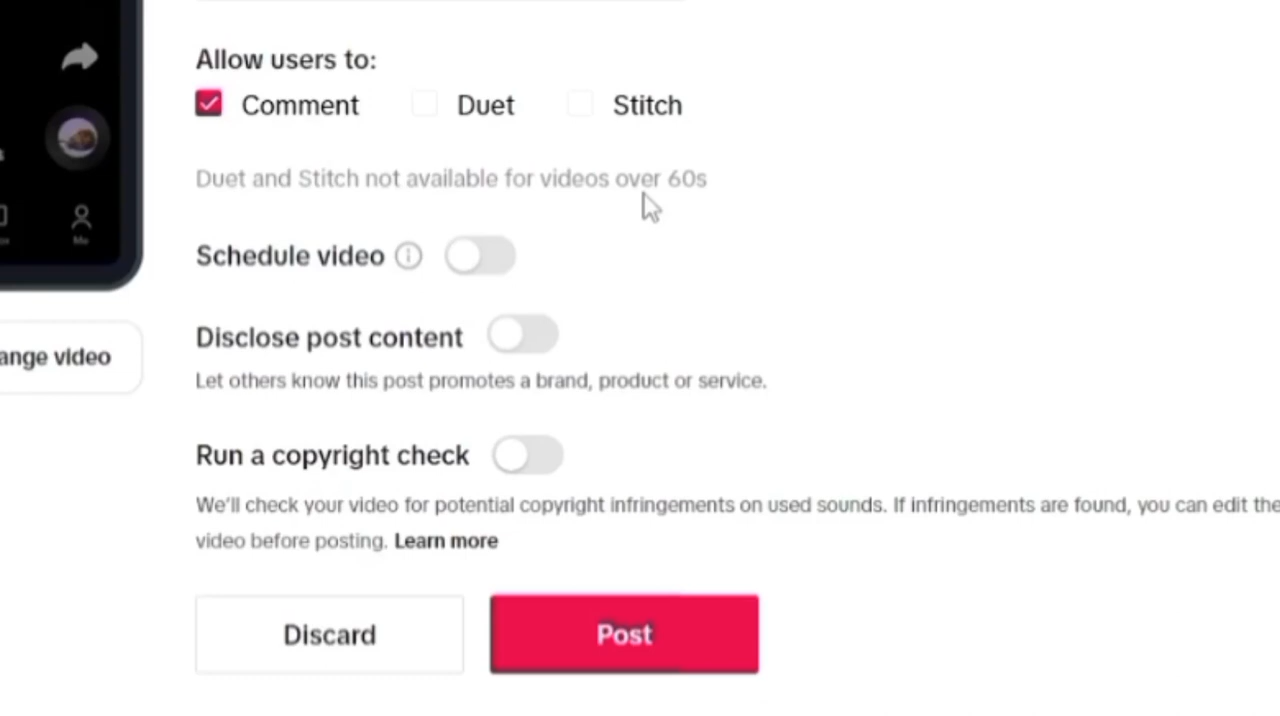 Allow users to:
Comment Duet Stitch
Duet and Stitch not available for videos over 60s
Schedule video
Disclose post content
ange video
Let others know this post promotes a brand, product or service.
Run a copyright check
We'll check your video for potential copyright infringements on used sounds. If infringements are found, you can edit the
video before posting. Learn more
Discard Post